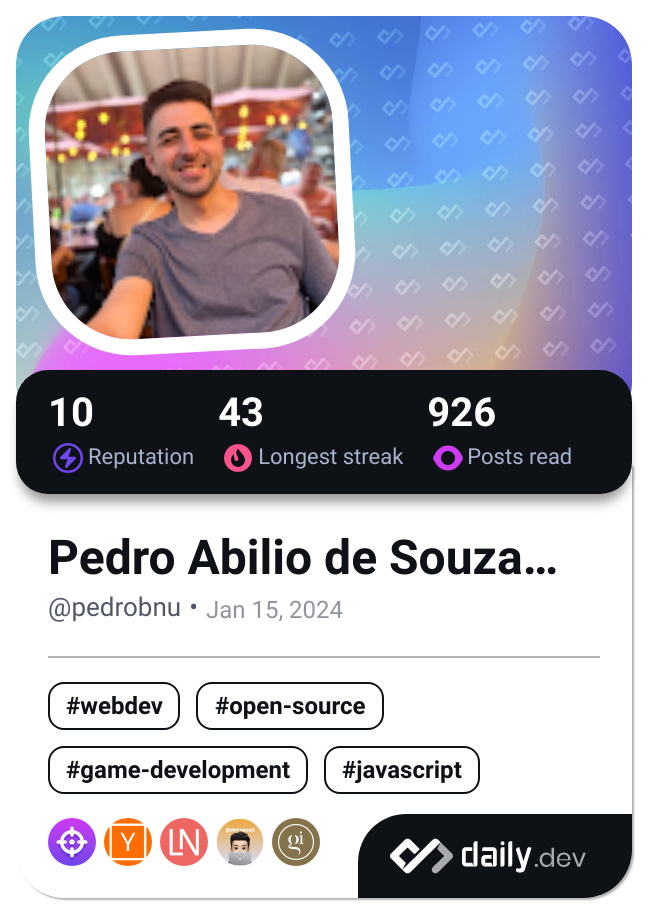 10 43 926
Reputation Longest streak Posts read
Pedro Abilio de Souza...
@pedrobnu • Jan 15, 2024
#webdev #open-source
#game-development #javascript
Y LN gi
daily.dev